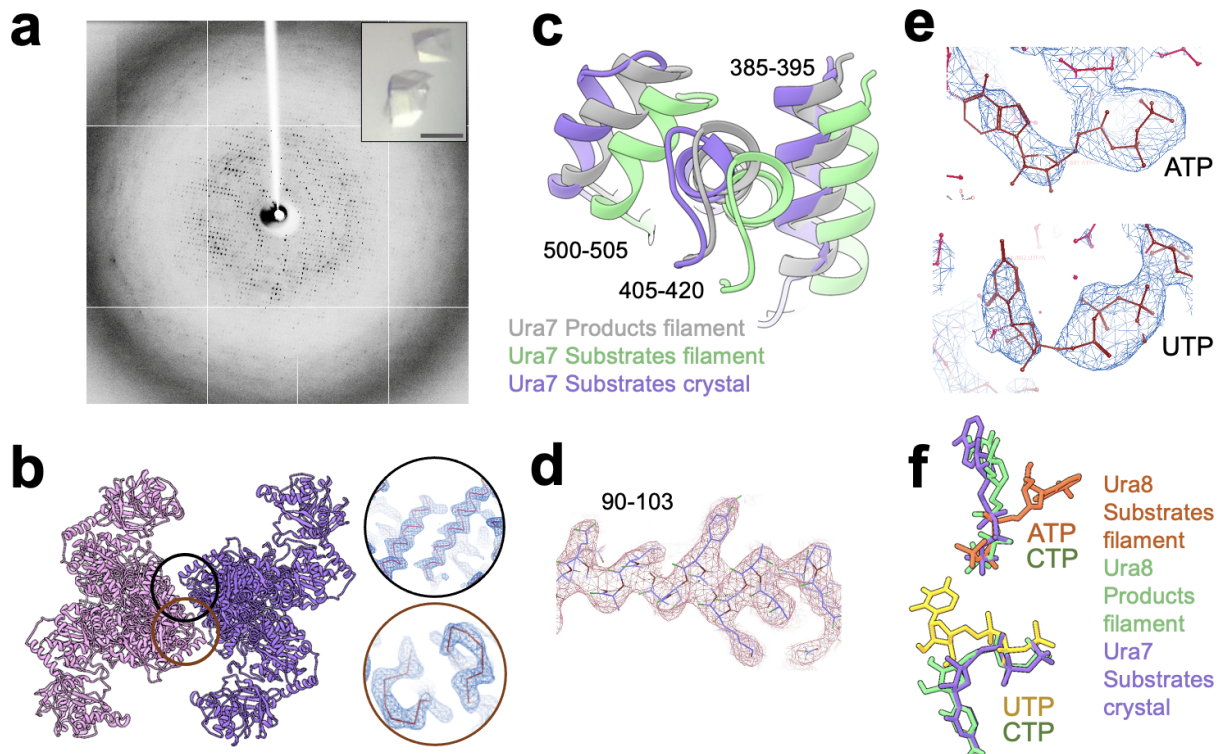 a
b
c
385-395
500-505
405-420
Ura7 Products filament
Ura7 Substrates filament
Ura7 Substrates crystal
d
90-103
e
ATP
UTP
f
ATP
CTP
UTP
CTP
Ura8
Substrates
filament
Ura8
Products
filament
Ura7
Substrates
crystal